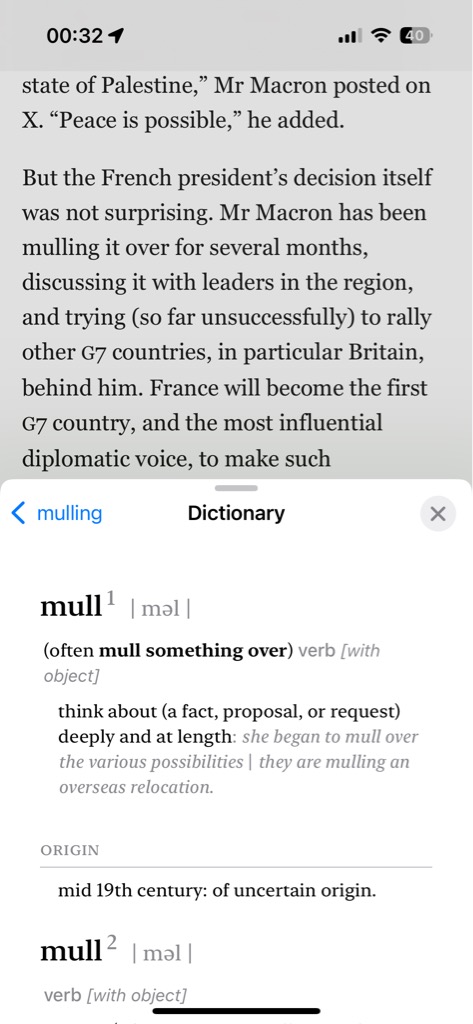 00:32
40
state of Palestine,” Mr Macron posted on
X. “Peace is possible,” he added.
But the French president’s decision itself
was not surprising. Mr Macron has been
mulling it over for several months,
discussing it with leaders in the region,
and trying (so far unsuccessfully) to rally
other G7 countries, in particular Britain,
behind him. France will become the first
G7 country, and the most influential
diplomatic voice, to make such
mulling
Dictionary
mull1 | məl |
(often mull something over) verb [with
object]
think about (a fact, proposal, or request)
deeply and at length: she began to mull over
the various possibilities | they are mulling an
overseas relocation.
ORIGIN
mid 19th century: of uncertain origin.
mull2 | məl |
verb [with object]